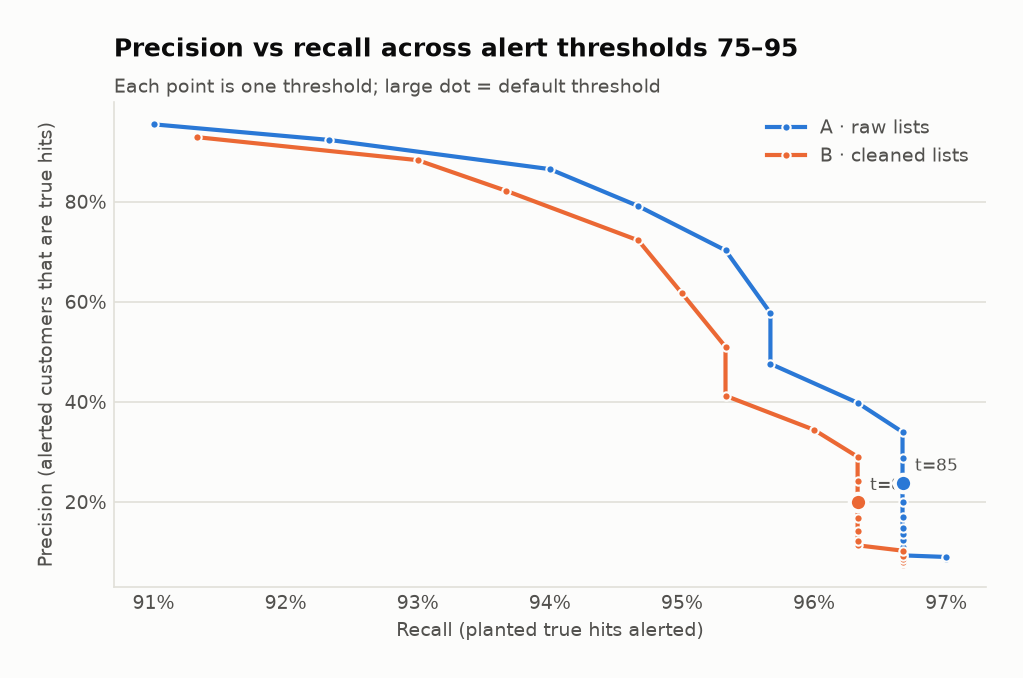 Precision vs recall across alert thresholds 75–95
Each point is one threshold; large dot = default threshold
A · raw lists
B · cleaned lists
Precision (alerted customers that are true hits)
80%
60%
40%
20%
t=85
91%
92%
93%
94%
95%
96%
97%
Recall (planted true hits alerted)